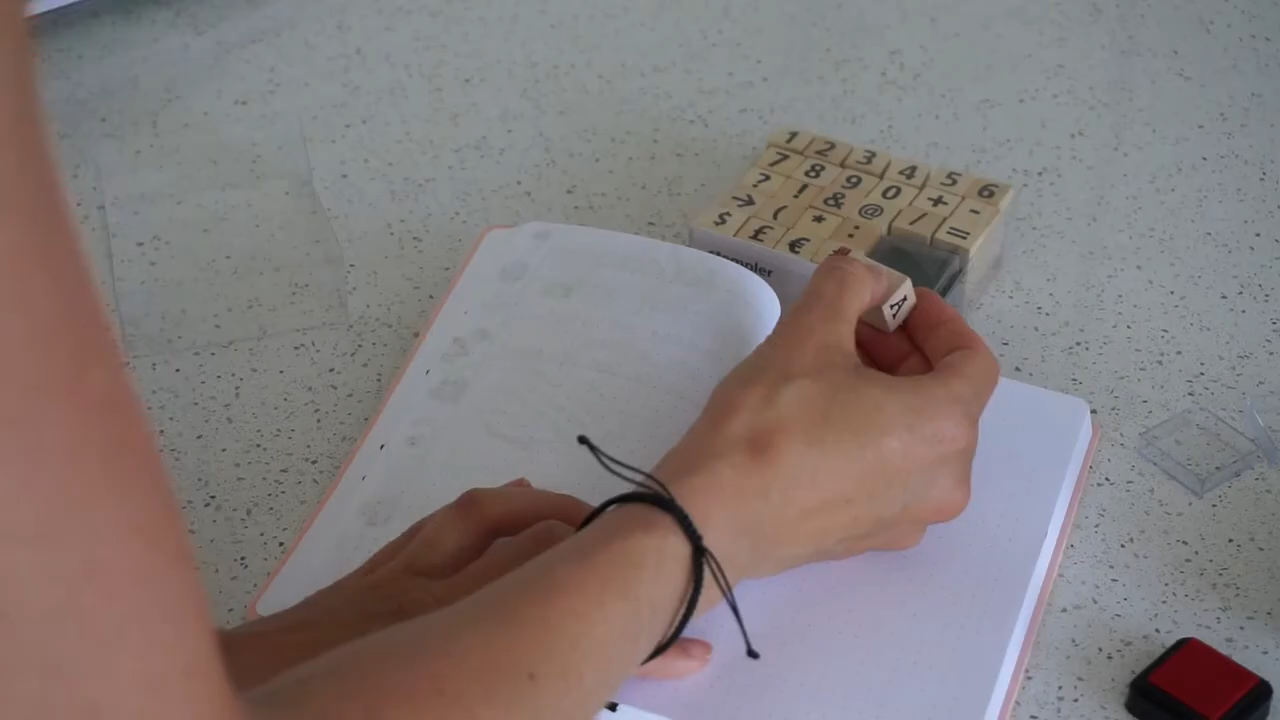 1 2 3 4 5 6
7 8 9 0 + -
? ! & @ / =
→ ( * :
$ £ €
stempler
A